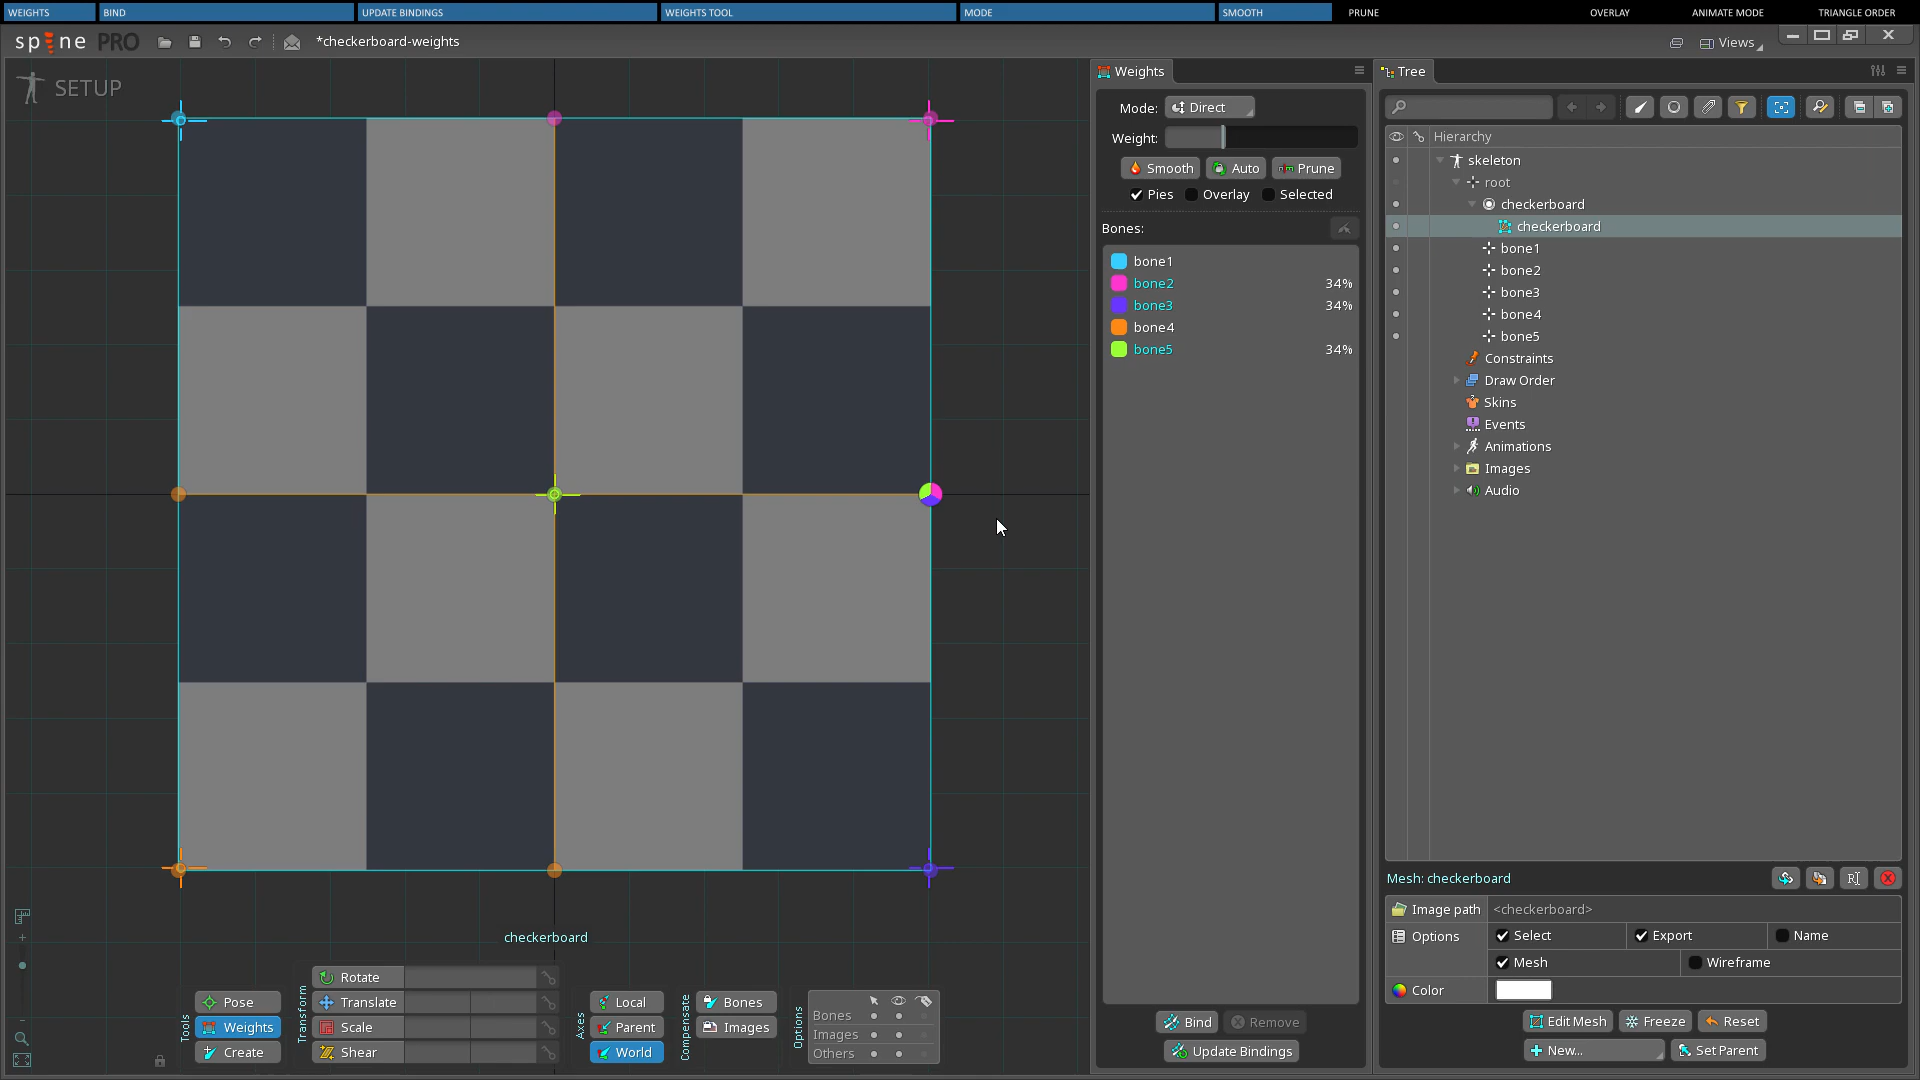 WEIGHTS BIND UPDATE BINDINGS WEIGHTS TOOL MODE SMOOTH PRUNE OVERLAY ANIMATE MODE TRIANGLE ORDER
spine PRO *checkerboard-weights Views
SETUP
Weights
Mode: Direct
Weight:
Smooth Auto Prune
Pies Overlay Selected
Bones:
bone1
bone2 34%
bone3 34%
bone4
bone5 34%
Bind Remove
Update Bindings
Tree
Hierarchy
skeleton
root
checkerboard
checkerboard
bone1
bone2
bone3
bone4
bone5
Constraints
Draw Order
Skins
Events
Animations
Images
Audio
Mesh: checkerboard
Image path <checkerboard>
Options Select Export Name
Mesh Wireframe
Color
Edit Mesh Freeze Reset
New... Set Parent
checkerboard
Tools
Pose
Weights
Create
Transform
Rotate
Translate
Scale
Shear
Axes
Local
Parent
World
Compensate
Bones
Images
Options
Bones
Images
Others